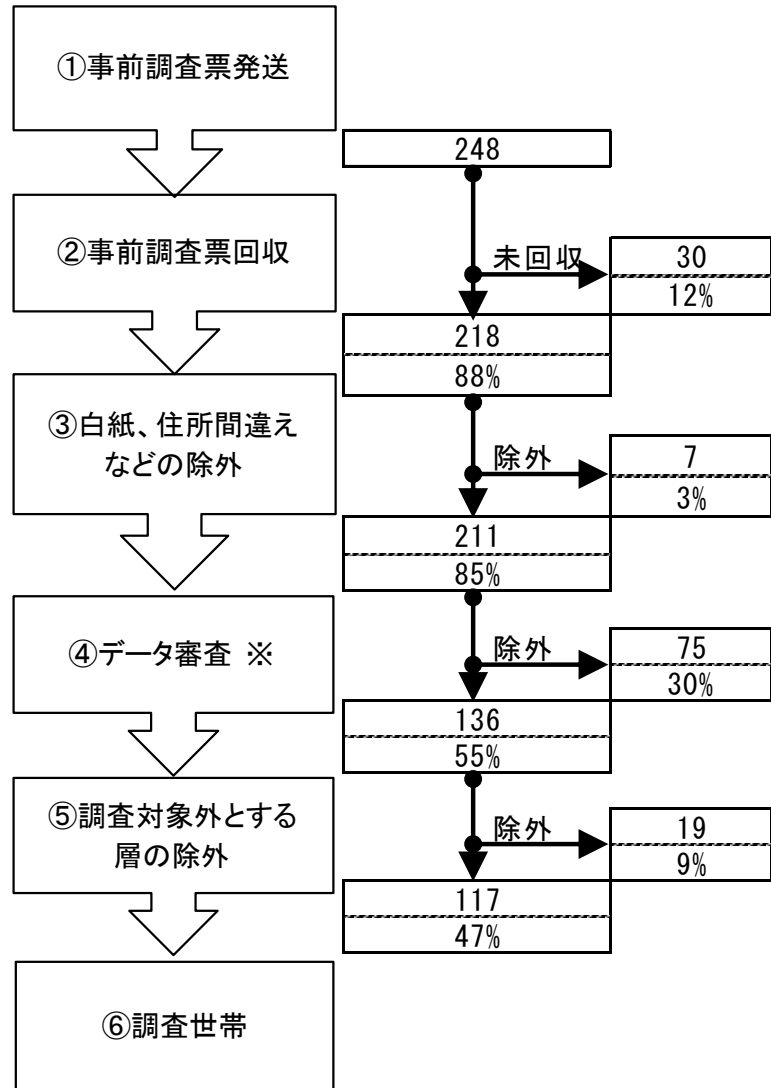 ①事前調査票発送
248
②事前調査票回収
未回収
30
12%
218
88%
③白紙、住所間違え
などの除外
除外
7
3%
211
85%
④データ審査 ※
除外
75
30%
136
55%
⑤調査対象外とする
層の除外
除外
19
9%
117
47%
⑥調査世帯